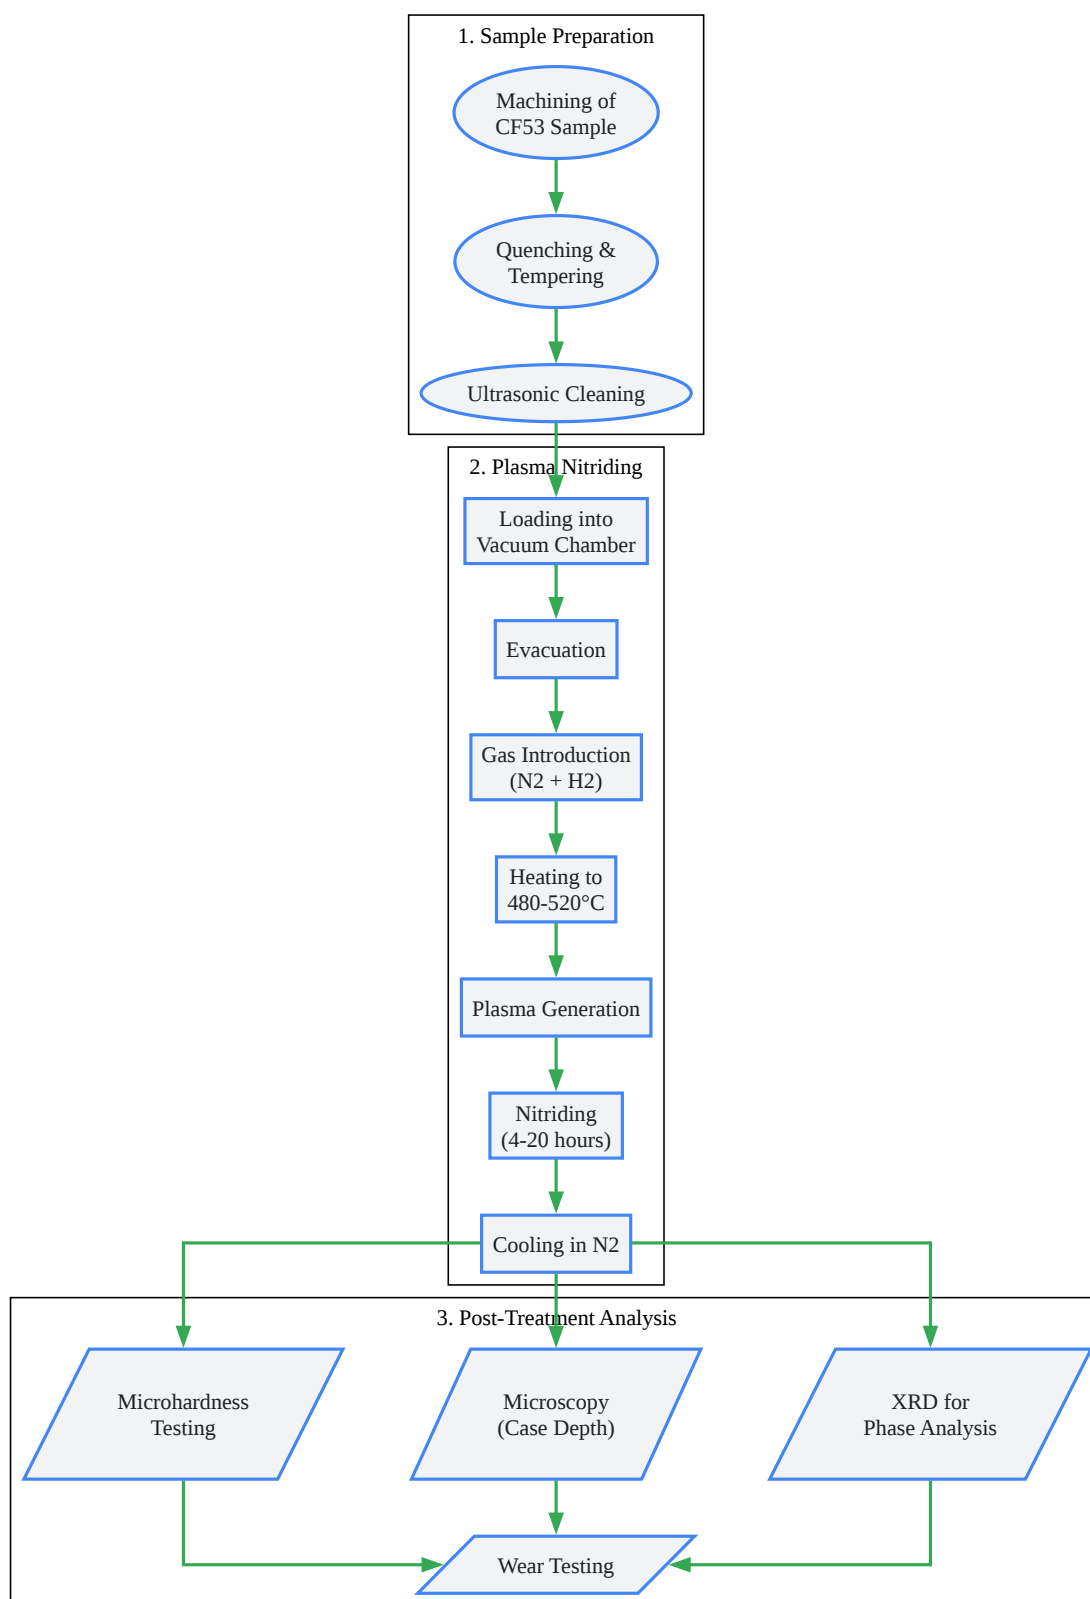 1. Sample Preparation
Machining of
CF53 Sample
Quenching &
Tempering
Ultrasonic Cleaning
2. Plasma Nitriding
Loading into
Vacuum Chamber
Evacuation
Gas Introduction
(N2 + H2)
Heating to
480-520°C
Plasma Generation
Nitriding
(4-20 hours)
Cooling in N2
3. Post-Treatment Analysis
Microhardness
Testing
Microscopy
(Case Depth)
XRD for
Phase Analysis
Wear Testing